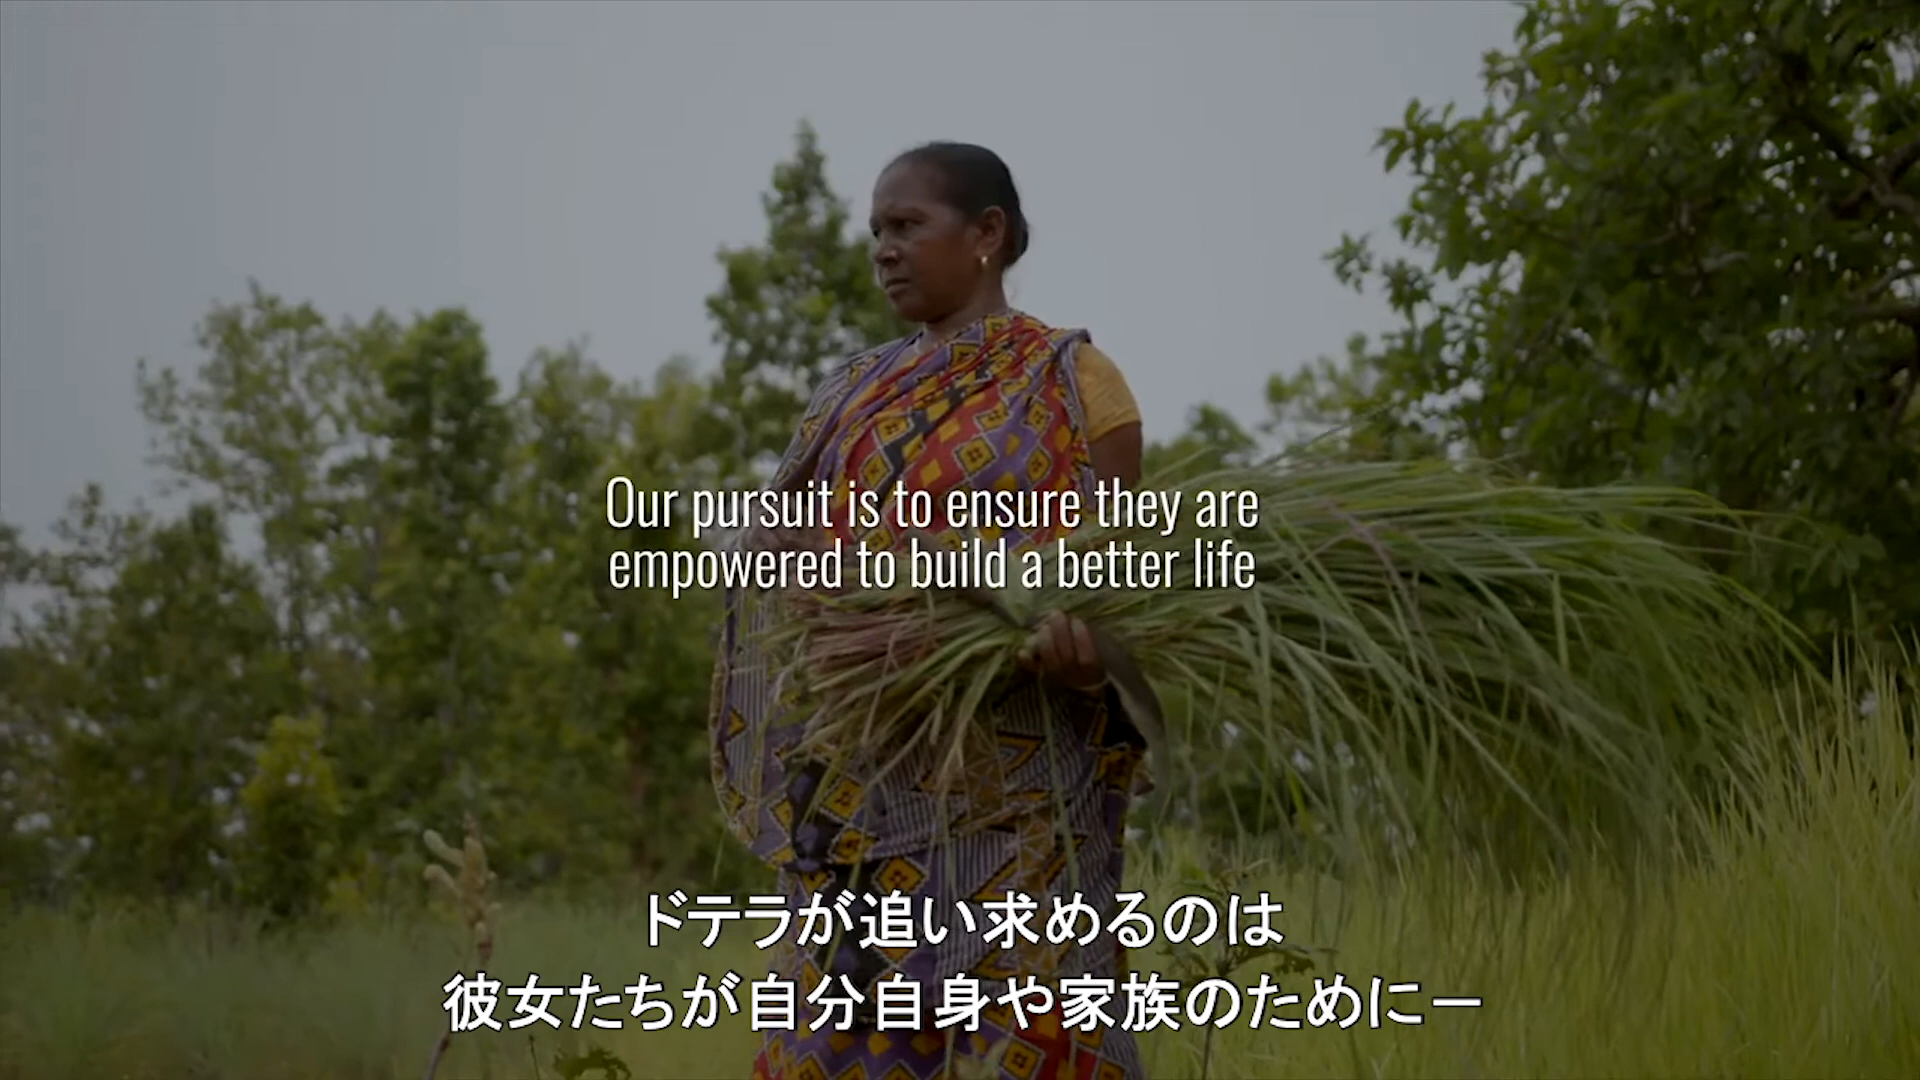 Our pursuit is to ensure they are
empowered to build a better life
ドテラが追い求めるのは
彼女たちが自分自身や家族のために―